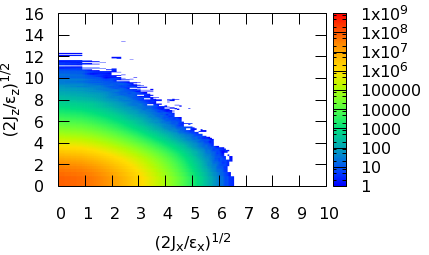 16
14
12
10
8
6
4
2
0
(2J_z/ε_z)^{1/2}
0 1 2 3 4 5 6 7 8 9 10
(2J_x/ε_x)^{1/2}
1x10^9
1x10^8
1x10^7
1x10^6
100000
10000
1000
100
10
1